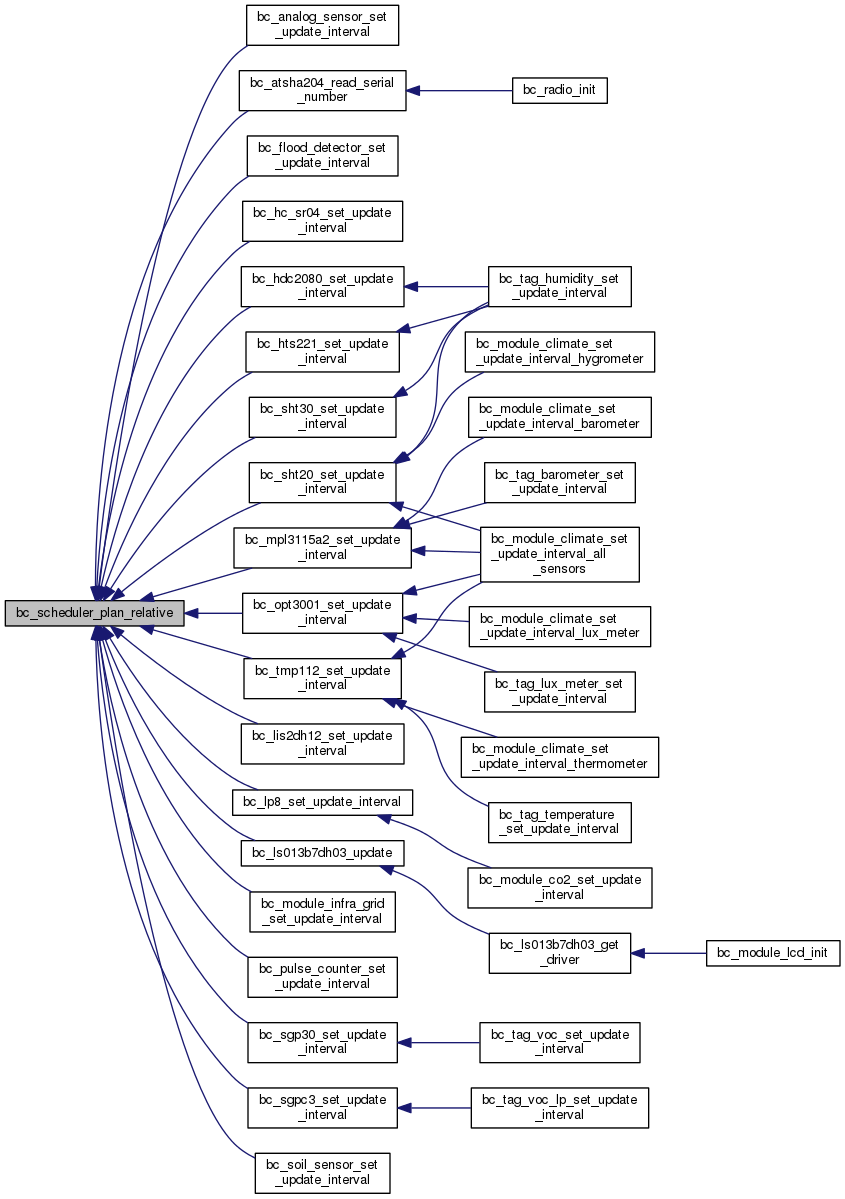 bc_analog_sensor_set
_update_interval
bc_atsha204_read_serial
_number
bc_radio_init
bc_flood_detector_set
_update_interval
bc_hc_sr04_set_update
_interval
bc_hdc2080_set_update
_interval
bc_tag_humidity_set
_update_interval
bc_hts221_set_update
_interval
bc_module_climate_set
_update_interval_hygrometer
bc_sht30_set_update
_interval
bc_module_climate_set
_update_interval_barometer
bc_sht20_set_update
_interval
bc_tag_barometer_set
_update_interval
bc_mpl3115a2_set_update
_interval
bc_module_climate_set
_update_interval_all
_sensors
bc_scheduler_plan_relative
bc_opt3001_set_update
_interval
bc_module_climate_set
_update_interval_lux_meter
bc_tmp112_set_update
_interval
bc_tag_lux_meter_set
_update_interval
bc_lis2dh12_set_update
_interval
bc_module_climate_set
_update_interval_thermometer
bc_lp8_set_update_interval
bc_tag_temperature
_set_update_interval
bc_ls013b7dh03_update
bc_module_co2_set_update
_interval
bc_module_infra_grid
_set_update_interval
bc_ls013b7dh03_get
_driver
bc_module_lcd_init
bc_pulse_counter_set
_update_interval
bc_sgp30_set_update
_interval
bc_tag_voc_set_update
_interval
bc_sgpc3_set_update
_interval
bc_tag_voc_lp_set_update
_interval
bc_soil_sensor_set
_update_interval